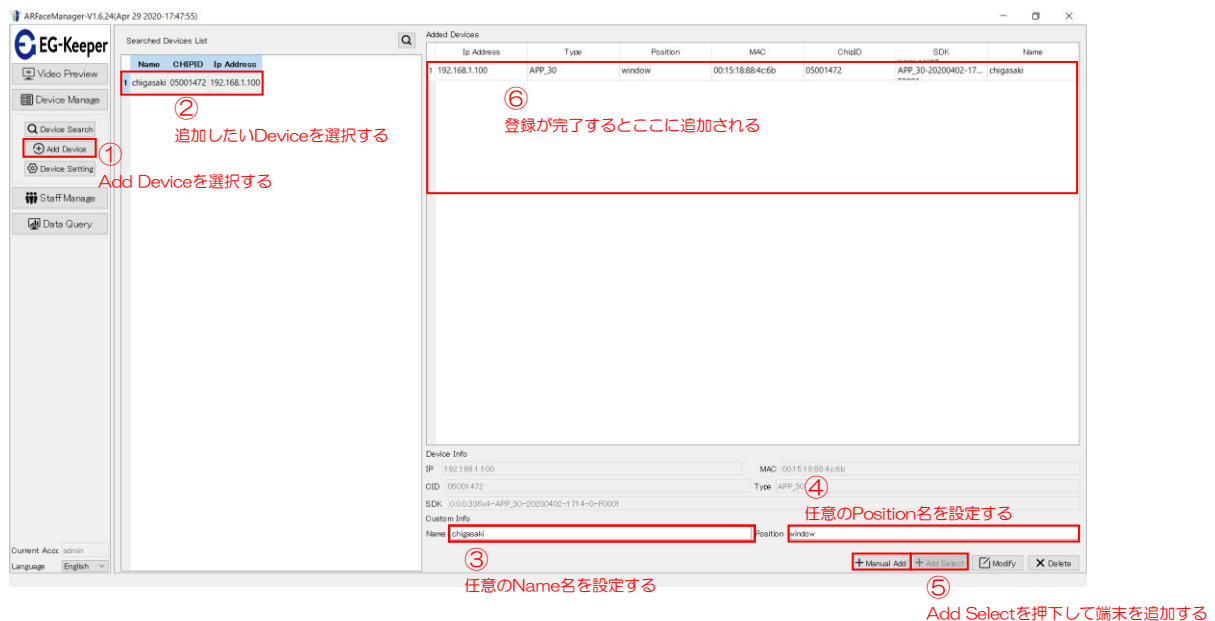 ARFaceManager-V1.6.24(Apr 29 2020-17:47:55)
EG-Keeper
Video Preview
Device Manage
Device Search
Add Device
Device Setting
Staff Manage
Data Query
Current Acc
admin
Language English
①
Add Deviceを選択する
Searched Devices List
Name CHIPID Ip Address
1 chigasaki 05001472 192.168.1.100
②
追加したいDeviceを選択する
Added Devices
Ip Address Type Position MAC ChipID SDK Name
1 192.168.1.100 APP_30 window 00:15:18:88:4c:6b 05001472 APP_30-20200402-17... chigasaki
⑥
登録が完了するとここに追加される
Device Info
IP 192.168.1.100 MAC 00:15:18:88:4c:6b
CID 05001472 Type APP_30
SDK
④
任意のPosition名を設定する
Custom Info
Name chigasaki Position window
③
任意のName名を設定する
Manual Add Add Select Modify Delete
⑤
Add Selectを押下して端末を追加する